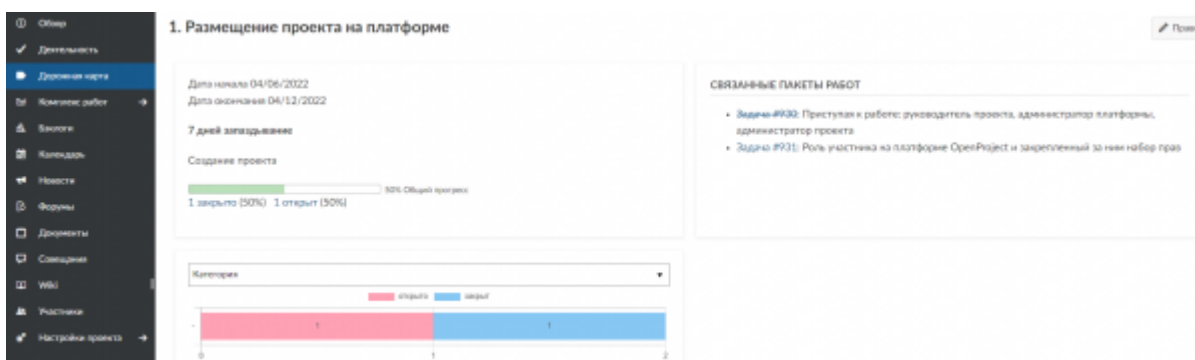 Обзор
Деятельность
Дорожная карта
Комплекс работ
Бэклоги
Календарь
Новости
Форумы
Документы
Совещания
Wiki
Участники
Настройки проекта
1. Размещение проекта на платформе
Дата начала 04/06/2022
Дата окончания 04/12/2022
7 дней запаздывание
Создание проекта
50% Общий прогресс
1 закрыто (50%) 1 открыт (50%)
СВЯЗАННЫЕ ПАКЕТЫ РАБОТ
Задача #930: Приступая к работе: руководитель проекта, администратор платформы,
администратор проекта
Задача #931: Роль участника на платформе OpenProject и закрепленный за ним набор прав
Категория
открыто закрыт
1 1
0 1 2